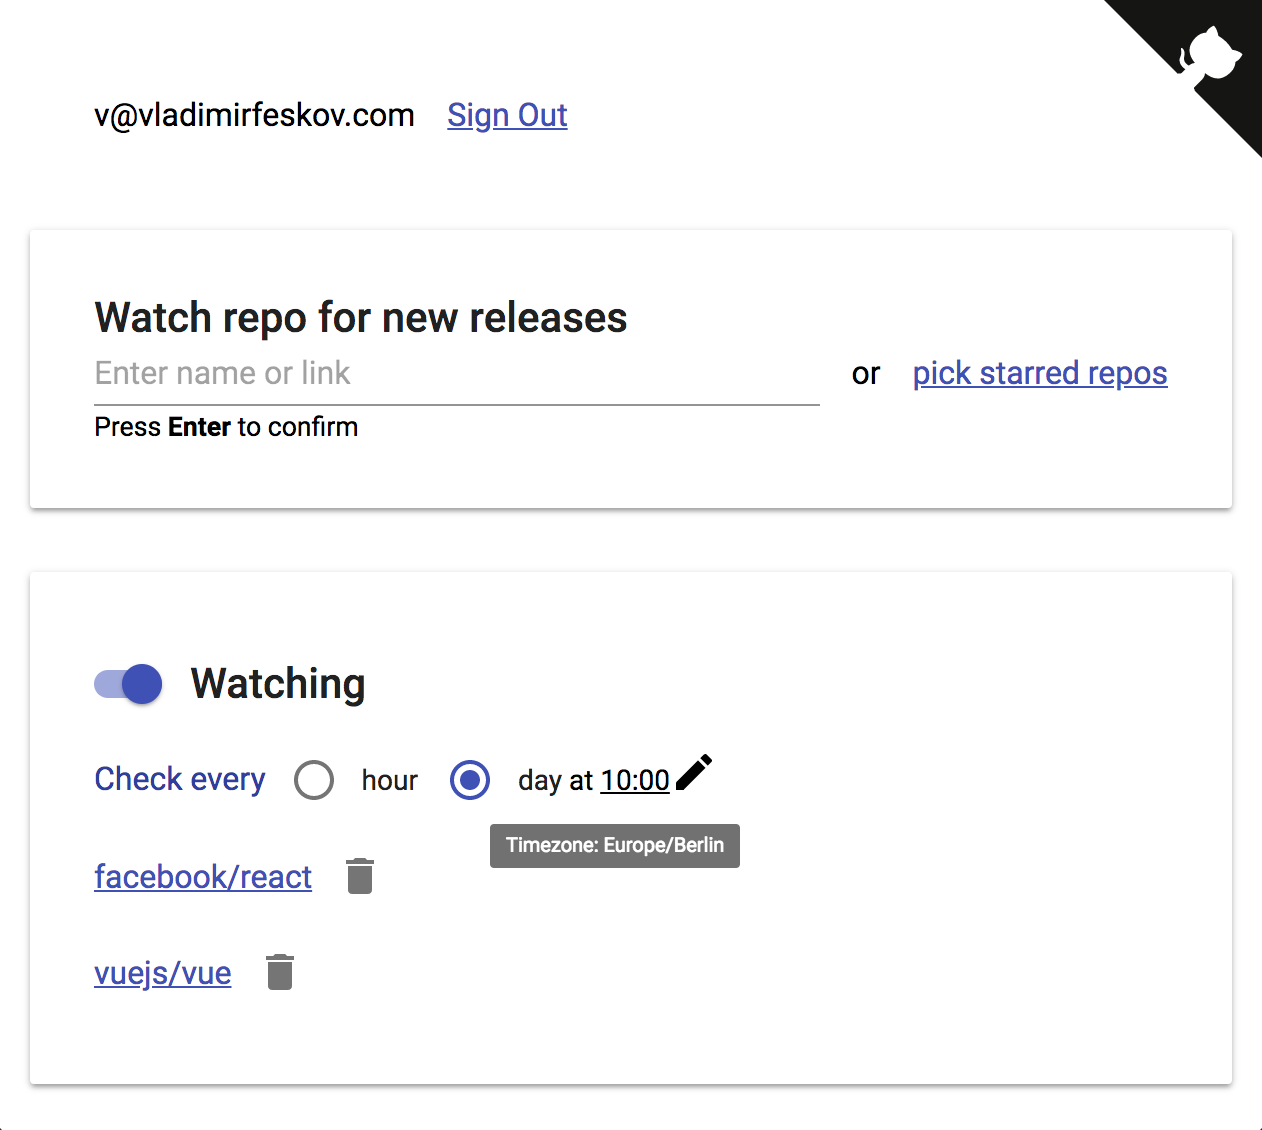 v@vladimirfeskov.com Sign Out
Watch repo for new releases
Enter name or link or pick starred repos
Press Enter to confirm
Watching
Check every hour day at 10:00
Timezone: Europe/Berlin
facebook/react
vuejs/vue